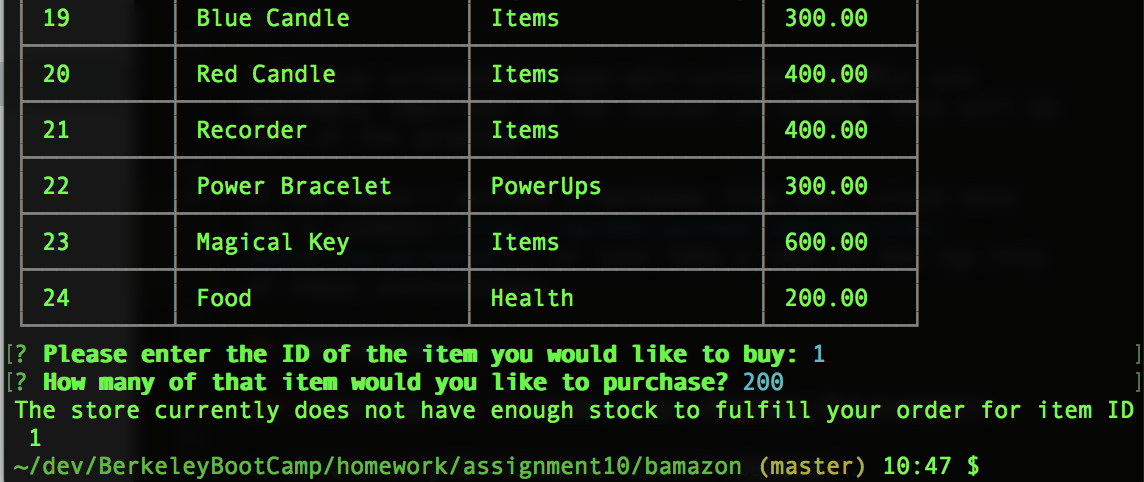 19 Blue Candle Items 300.00
20 Red Candle Items 400.00
21 Recorder Items 400.00
22 Power Bracelet PowerUps 300.00
23 Magical Key Items 600.00
24 Food Health 200.00
[? Please enter the ID of the item you would like to buy: 1 ]
[? How many of that item would you like to purchase? 200 ]
The store currently does not have enough stock to fulfill your order for item ID
1
~/dev/BerkeleyBootCamp/homework/assignment10/bamazon (master) 10:47 $